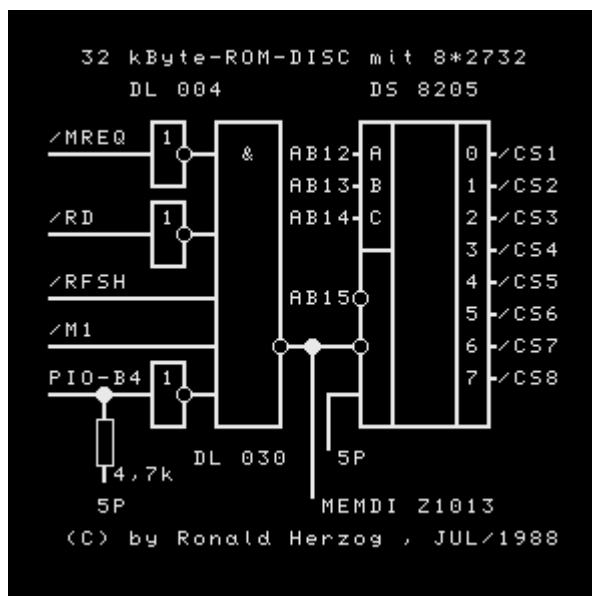 32 kByte-ROM-DISC mit 8*2732
DL 004 DS 8205
/MREQ 1 & AB12 A 0 /CS1
AB13 B 1 /CS2
/RD 1 AB14 C 2 /CS3
3 /CS4
/RFSH AB15 4 /CS5
5 /CS6
/M1 6 /CS7
PIO-B4 1 7 /CS8
DL 030 5P
4,7k
5P MEMDI Z1013
(C) by Ronald Herzog , JUL/1988